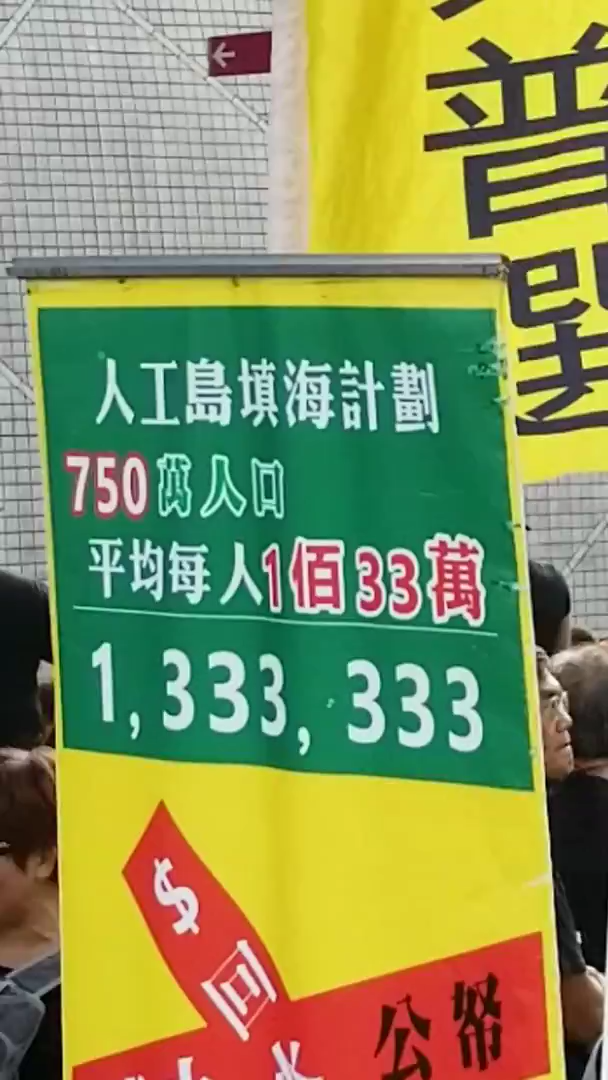 普
人工島填海計劃
750萬人口
平均每人1佰33萬
1,333,333
$回
公帑